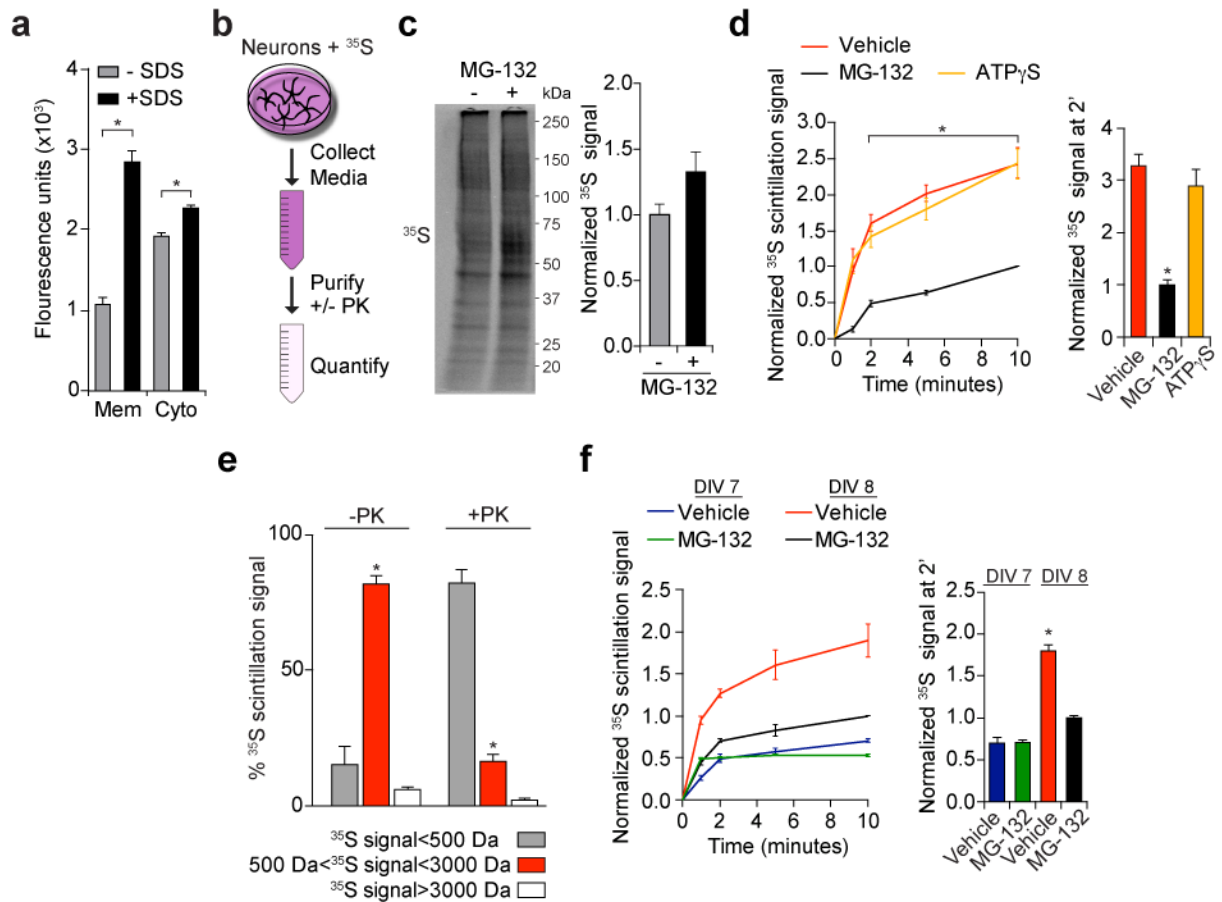 a
Flourescence units (x10³)
4
3
2
1
0
- SDS
+SDS
*
*
Mem
Cyto
b
Neurons + ³⁵S
Collect
Media
Purify
+/- PK
Quantify
c
MG-132
- +
kDa
250
150
100
75
50
37
25
20
³⁵S
Normalized ³⁵S signal
2.0
1.5
1.0
0.5
0.0
- +
MG-132
d
Vehicle
MG-132
ATPγS
Normalized ³⁵S scintillation signal
3.0
2.5
2.0
1.5
1.0
0.5
0.0
*
0 2 4 6 8 10
Time (minutes)
Normalized ³⁵S signal at 2'
4
3
2
1
0
*
Vehicle
MG-132
ATPγS
e
-PK
+PK
% ³⁵S scintillation signal
100
50
0
*
*
³⁵S signal<500 Da
500 Da<³⁵S signal<3000 Da
³⁵S signal>3000 Da
f
DIV 7
DIV 8
Vehicle
Vehicle
MG-132
MG-132
Normalized ³⁵S scintillation signal
2.5
2.0
1.5
1.0
0.5
0.0
0 2 4 6 8 10
Time (minutes)
Normalized ³⁵S signal at 2'
DIV 7 DIV 8
2.5
2.0
1.5
1.0
0.5
0.0
*
Vehicle
MG-132
Vehicle
MG-132